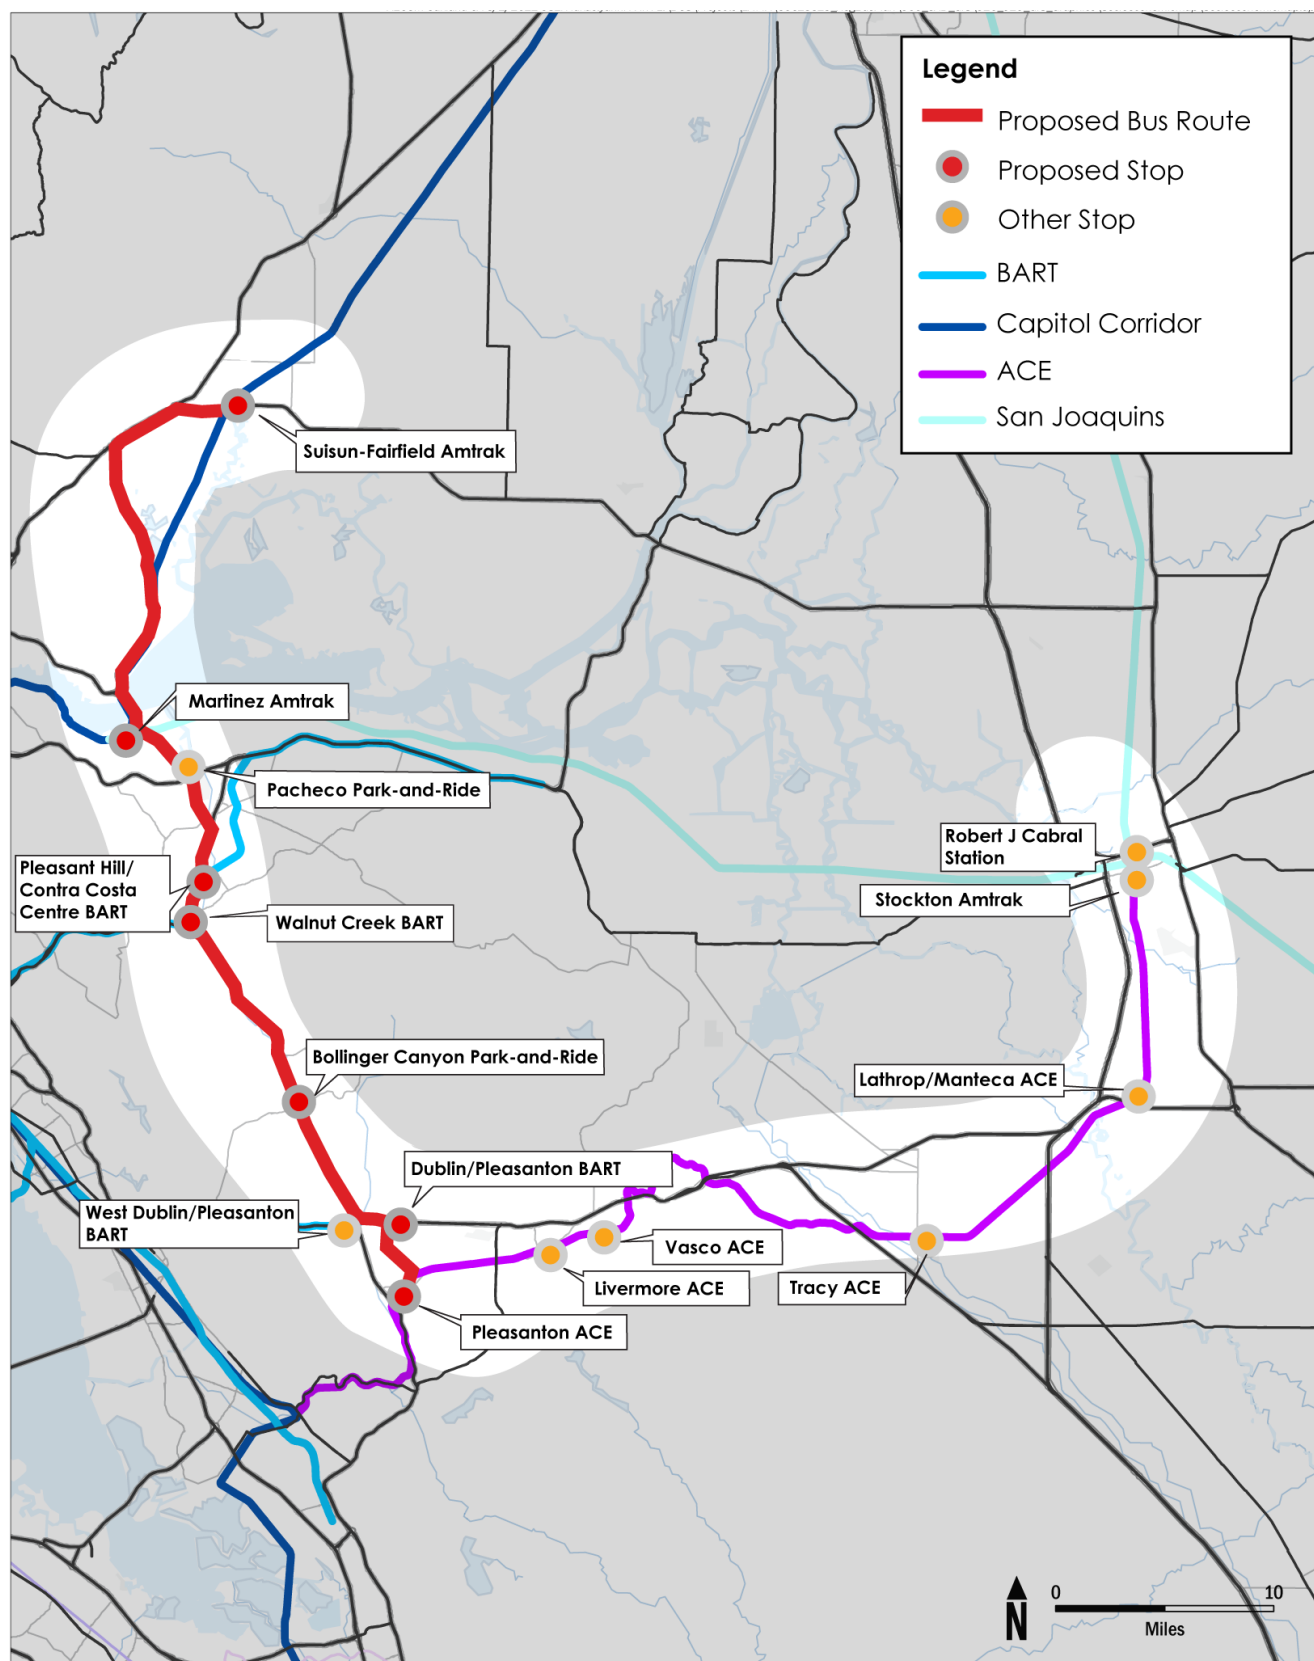 Legend
Proposed Bus Route
Proposed Stop
Other Stop
BART
Capitol Corridor
ACE
San Joaquins
Suisun-Fairfield Amtrak
Martinez Amtrak
Pacheco Park-and-Ride
Robert J Cabral
Station
Pleasant Hill/
Contra Costa
Centre BART
Stockton Amtrak
Walnut Creek BART
Bollinger Canyon Park-and-Ride
Lathrop/Manteca ACE
Dublin/Pleasanton BART
West Dublin/Pleasanton
BART
Vasco ACE
Livermore ACE
Tracy ACE
Pleasanton ACE
N
0 10
Miles